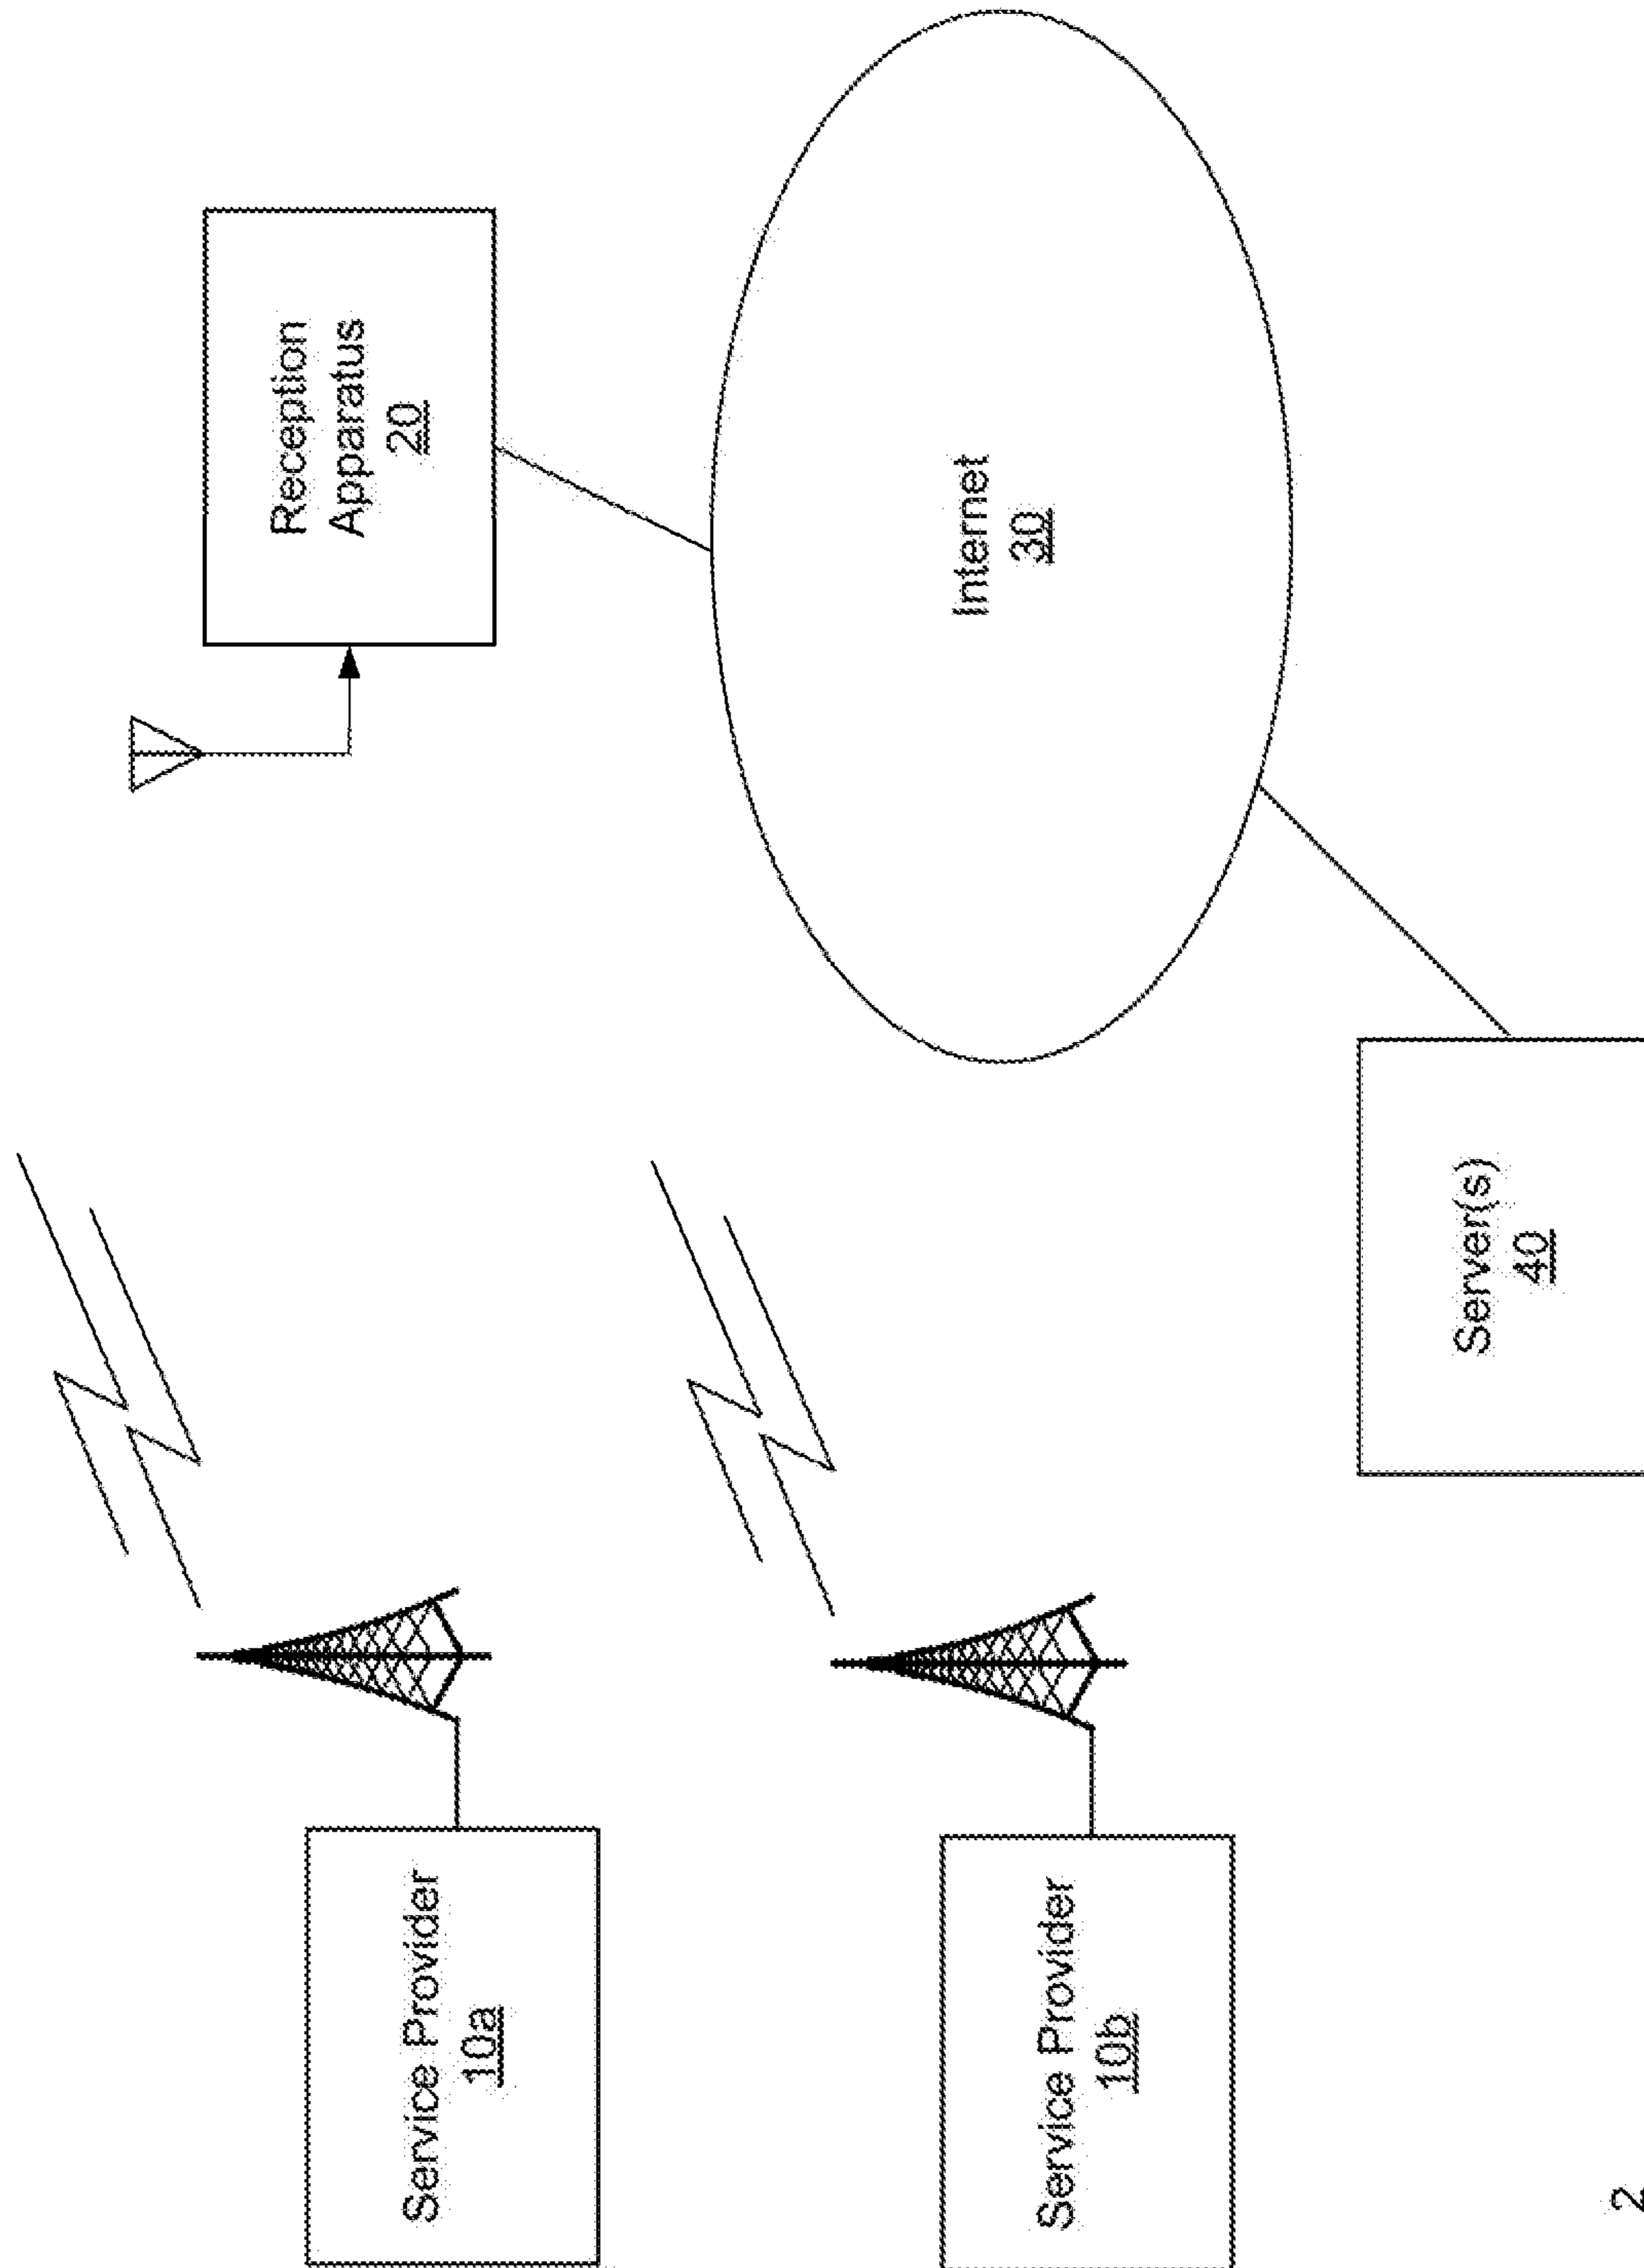 Service Provider
10a
Reception
Apparatus
20
Service Provider
10b
Internet
30
Server(s)
40
2